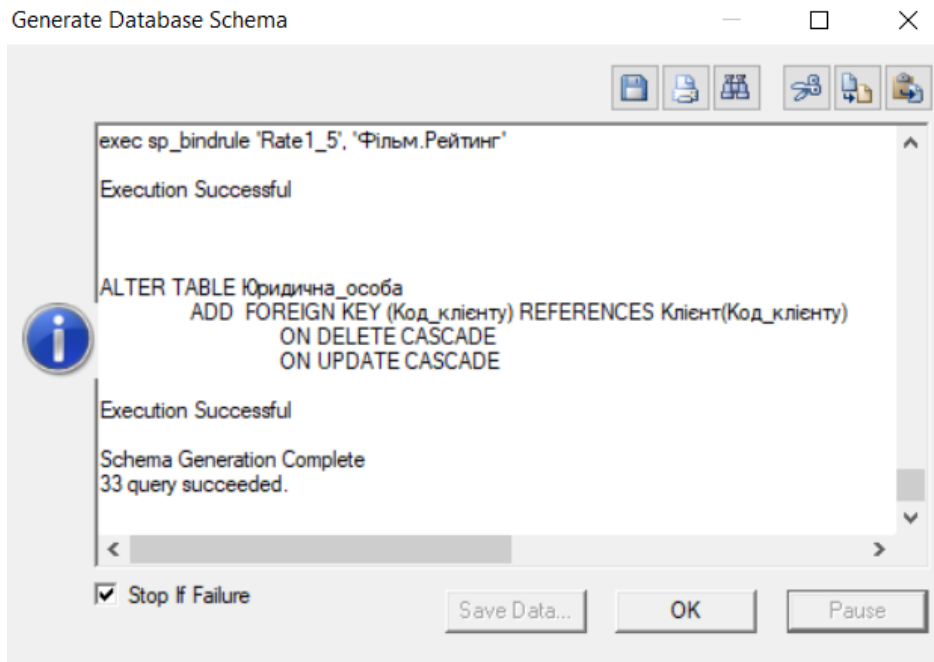 Generate Database Schema
exec sp_bindrule 'Rate1_5', 'Фільм.Рейтинг'
Execution Successful
ALTER TABLE Юридична_особа
ADD FOREIGN KEY (Код_клієнту) REFERENCES Клієнт(Код_клієнту)
ON DELETE CASCADE
ON UPDATE CASCADE
Execution Successful
Schema Generation Complete
33 query succeeded.
Stop If Failure
Save Data...
OK
Pause